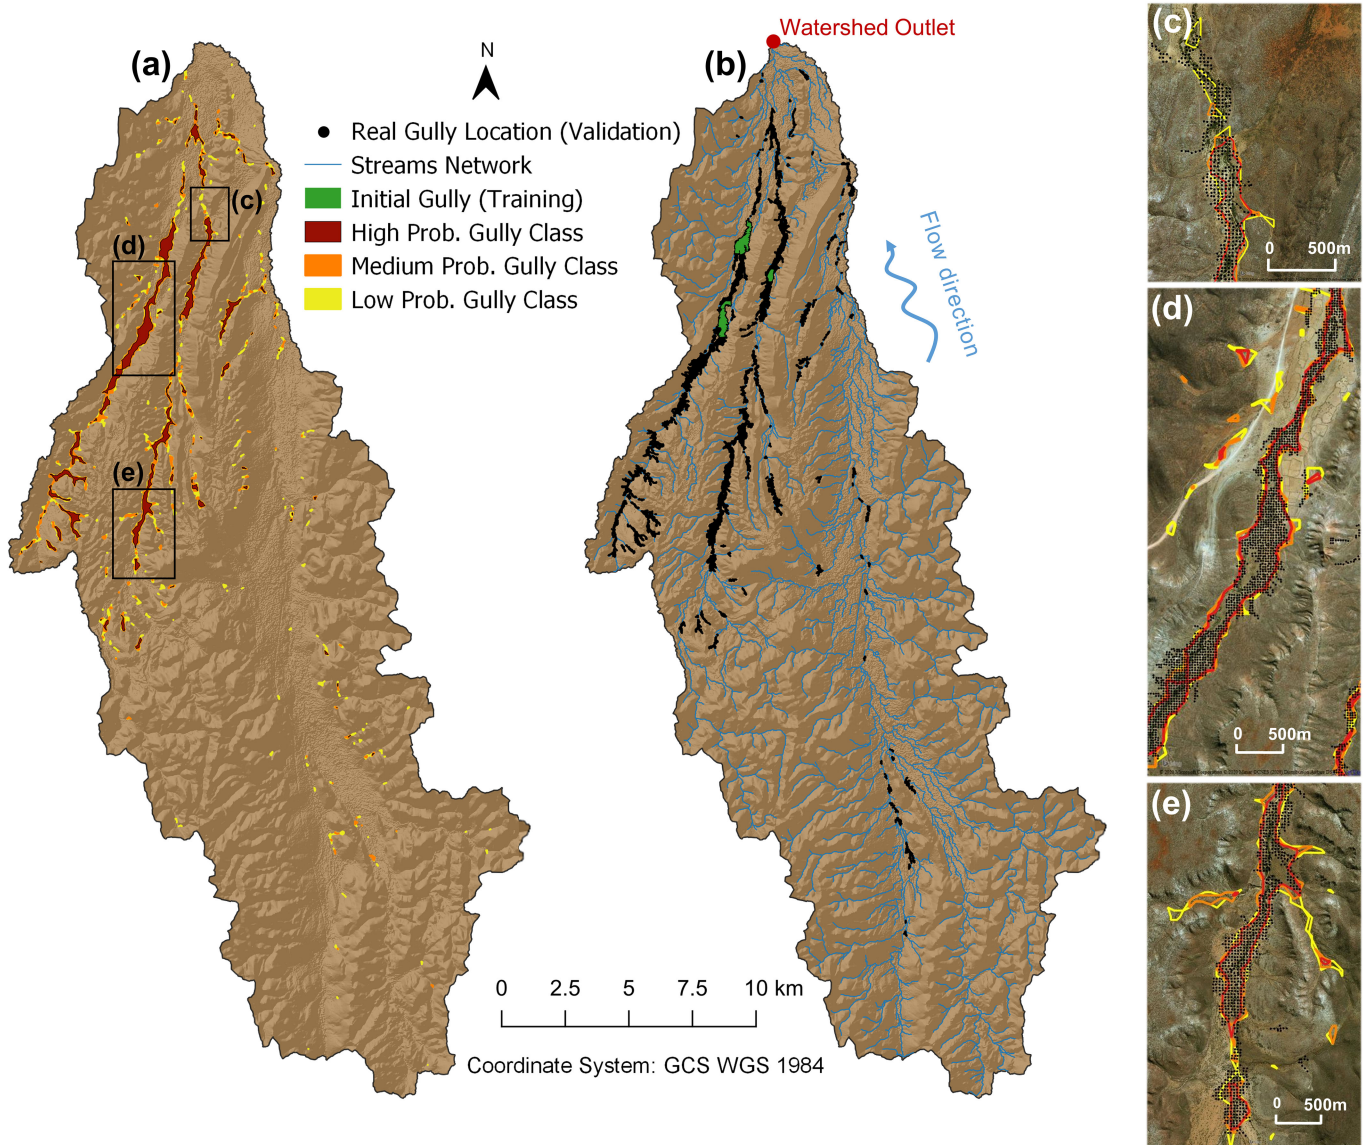 Watershed Outlet
(a)
N
(b)
(c)
Real Gully Location (Validation)
Streams Network
Initial Gully (Training)
High Prob. Gully Class
Medium Prob. Gully Class
Low Prob. Gully Class
(c)
(d)
(e)
Flow direction
0 500m
(d)
0 500m
(e)
0 500m
0 2.5 5 7.5 10 km
Coordinate System: GCS WGS 1984